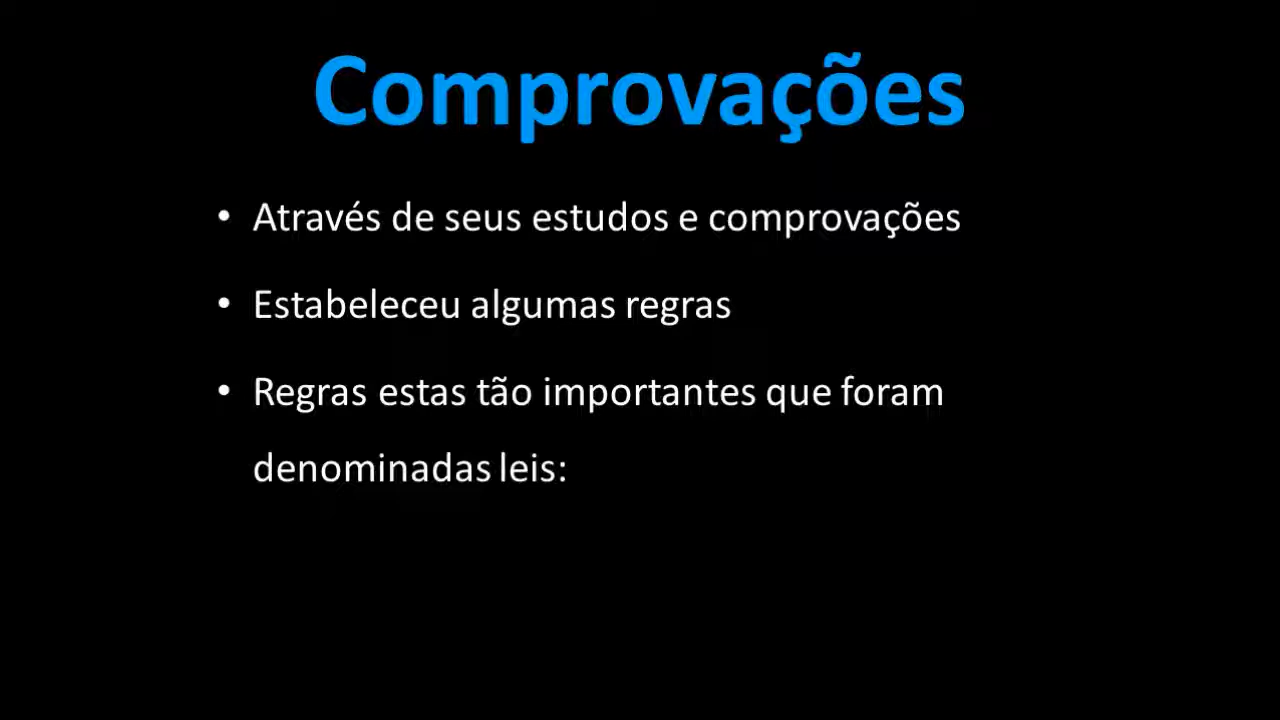 Comprovações
• Através de seus estudos e comprovações
• Estabeleceu algumas regras
• Regras estas tão importantes que foram
denominadas leis: